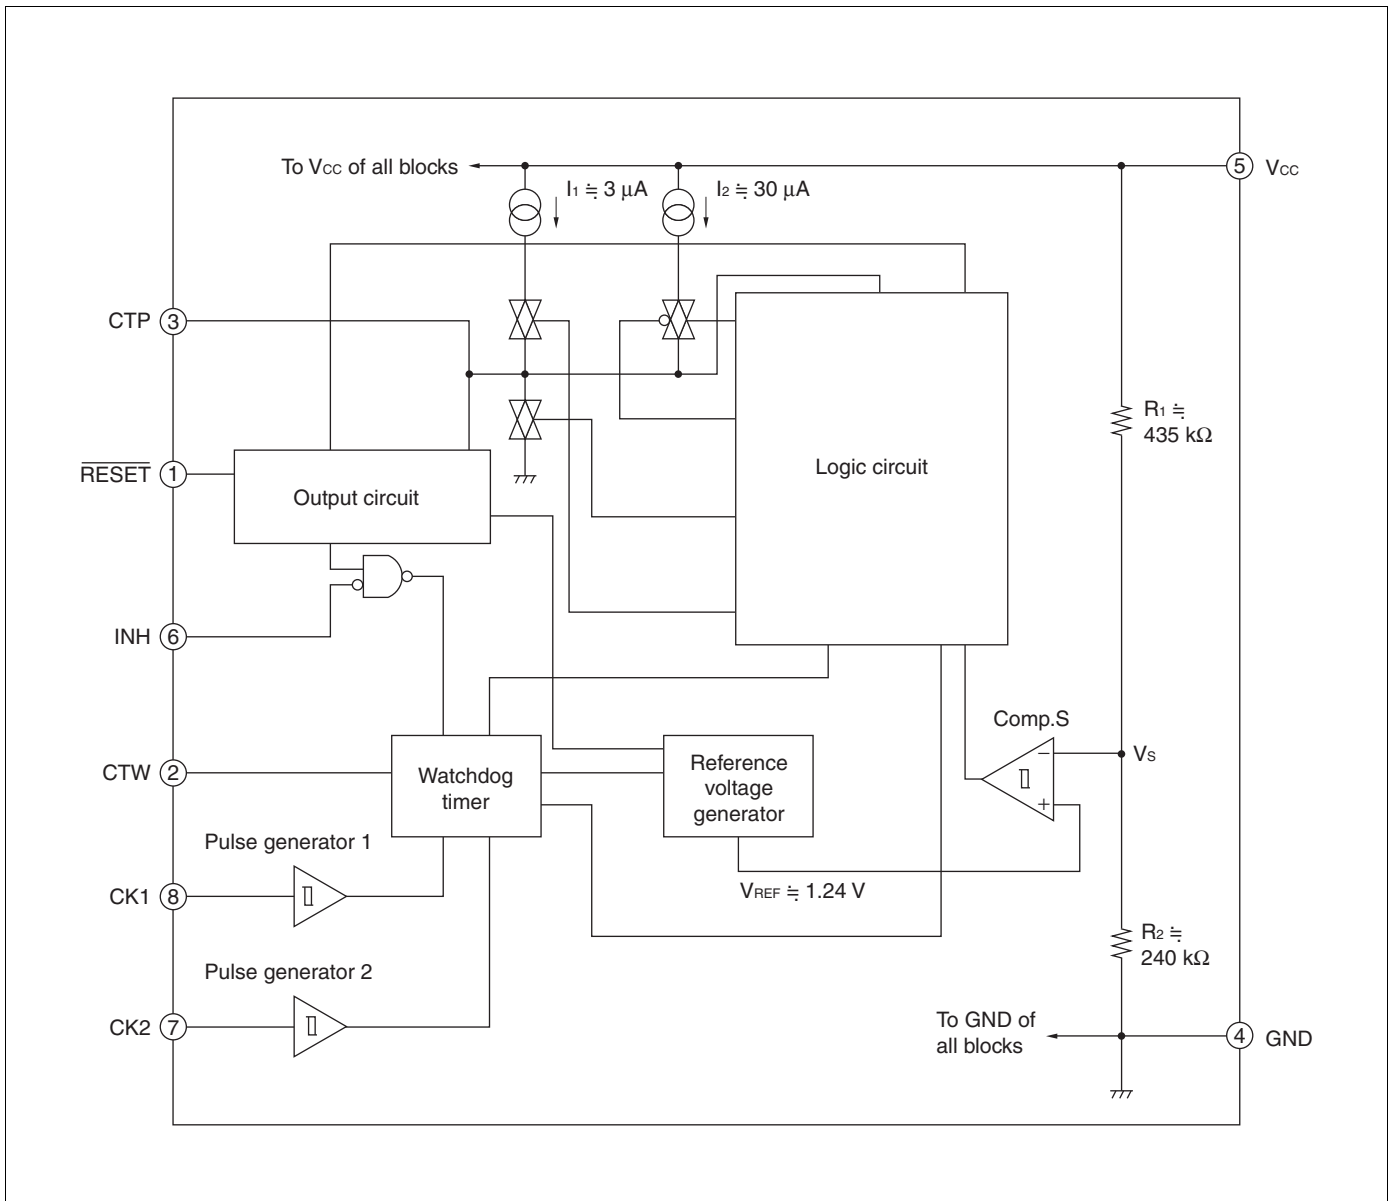 To VCC of all blocks
5
VCC
I1 ≒ 3 μA
I2 ≒ 30 μA
CTP
3
R1 ≒
435 kΩ
RESET
1
Output circuit
Logic circuit
INH
6
Comp.S
VS
CTW
2
Watchdog
timer
Reference
voltage
generator
−
+
Pulse generator 1
CK1
8
VREF ≒ 1.24 V
R2 ≒
240 kΩ
Pulse generator 2
CK2
7
To GND of
all blocks
4
GND